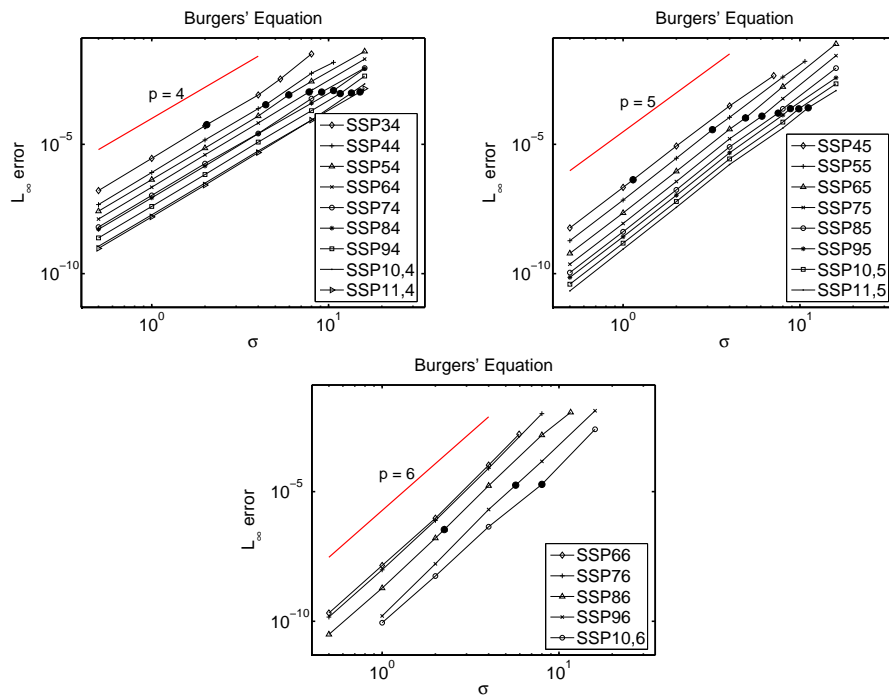 Burgers' Equation
p = 4
10^−5
10^−10
L∞ error
10^0
10^1
σ
SSP34
SSP44
SSP54
SSP64
SSP74
SSP84
SSP94
SSP10,4
SSP11,4
Burgers' Equation
p = 5
10^−5
10^−10
L∞ error
10^0
10^1
σ
SSP45
SSP55
SSP65
SSP75
SSP85
SSP95
SSP10,5
SSP11,5
Burgers' Equation
p = 6
10^−5
10^−10
L∞ error
10^0
10^1
σ
SSP66
SSP76
SSP86
SSP96
SSP10,6